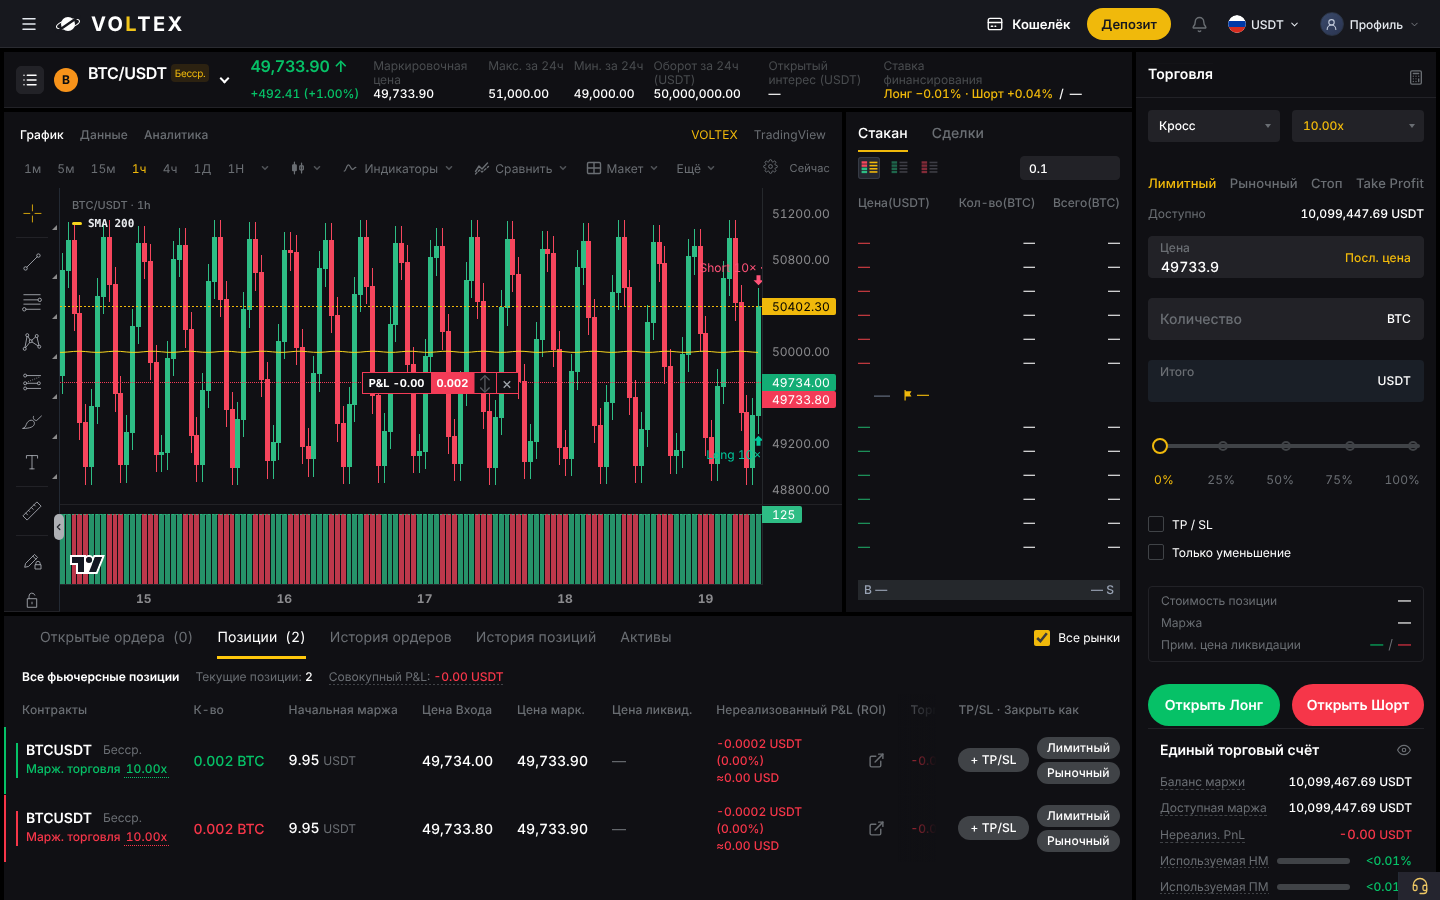 VOLTEX
Кошелёк
Депозит
USDT
Профиль
B
BTC/USDT Бесср.
49,733.90 ↑
+492.41 (+1.00%)
Маркировочная цена
49,733.90
Макс. за 24ч
51,000.00
Мин. за 24ч
49,000.00
Оборот за 24ч (USDT)
50,000,000.00
Открытый интерес (USDT)
—
Ставка финансирования
Лонг −0.01% · Шорт +0.04% / —
График Данные Аналитика
VOLTEX TradingView
1м 5м 15м 1ч 4ч 1Д 1Н
Индикаторы Сравнить Макет Ещё Сейчас
BTC/USDT · 1h
SMA 200
51200.00
50800.00
Short 10×
50402.30
50000.00
P&L -0.00 0.002 ×
49734.00
49733.80
49200.00
48800.00
125
15 16 17 18 19
Стакан Сделки
0.1
Цена(USDT) Кол-во(BTC) Всего(BTC)
— — —
— — —
— — —
— — —
— — —
— — —
— —
— — —
— — —
— — —
— — —
— — —
— — —
B — — S
Торговля
Кросс 10.00x
Лимитный Рыночный Стоп Take Profit
Доступно 10,099,447.69 USDT
Цена
49733.9 Посл. цена
Количество BTC
Итого
USDT
0% 25% 50% 75% 100%
TP / SL
Только уменьшение
Стоимость позиции —
Маржа —
Прим. цена ликвидации — / —
Открыть Лонг Открыть Шорт
Единый торговый счёт
Баланс маржи 10,099,467.69 USDT
Доступная маржа 10,099,447.69 USDT
Нереализ. PnL -0.00 USDT
Используемая НМ <0.01%
Используемая ПМ <0.01
Открытые ордера (0) Позиции (2) История ордеров История позиций Активы
Все рынки
Все фьючерсные позиции Текущие позиции: 2 Совокупный P&L: -0.00 USDT
Контракты К-во Начальная маржа Цена Входа Цена марк. Цена ликвид. Нереализованный P&L (ROI) TP/SL · Закрыть как
BTCUSDT Бесср.
Марж. торговля 10.00x
0.002 BTC 9.95 USDT 49,734.00 49,733.90 —
-0.0002 USDT
(0.00%)
≈0.00 USD
+ TP/SL
Лимитный
Рыночный
BTCUSDT Бесср.
Марж. торговля 10.00x
0.002 BTC 9.95 USDT 49,733.80 49,733.90 —
-0.0002 USDT
(0.00%)
≈0.00 USD
+ TP/SL
Лимитный
Рыночный